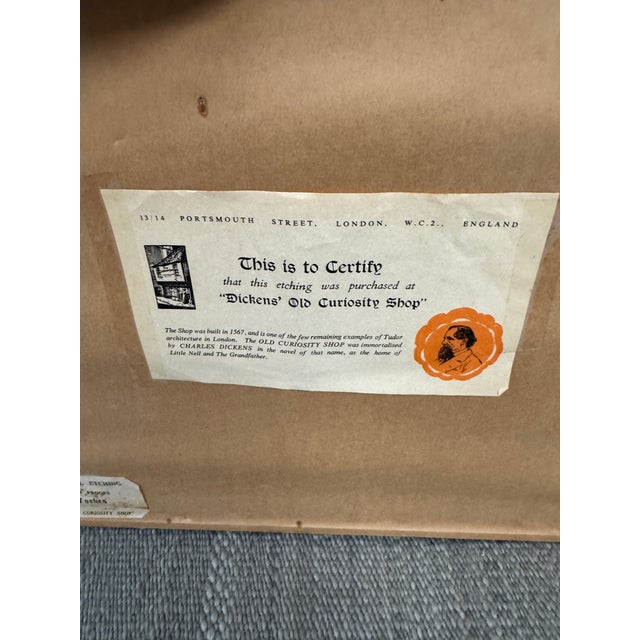 13/14 PORTSMOUTH STREET, LONDON, W.C.2., ENGLAND
This is to Certify
that this etching was purchased at
"Dickens' Old Curiosity Shop"
The Shop was built in 1567, and is one of the few remaining examples of Tudor
architecture in London. The OLD CURIOSITY SHOP was immortalised
by CHARLES DICKENS in the novel of that name, as the home of
Little Nell and The Grandfather.
ETCHING
CURIOSITY SHOP"